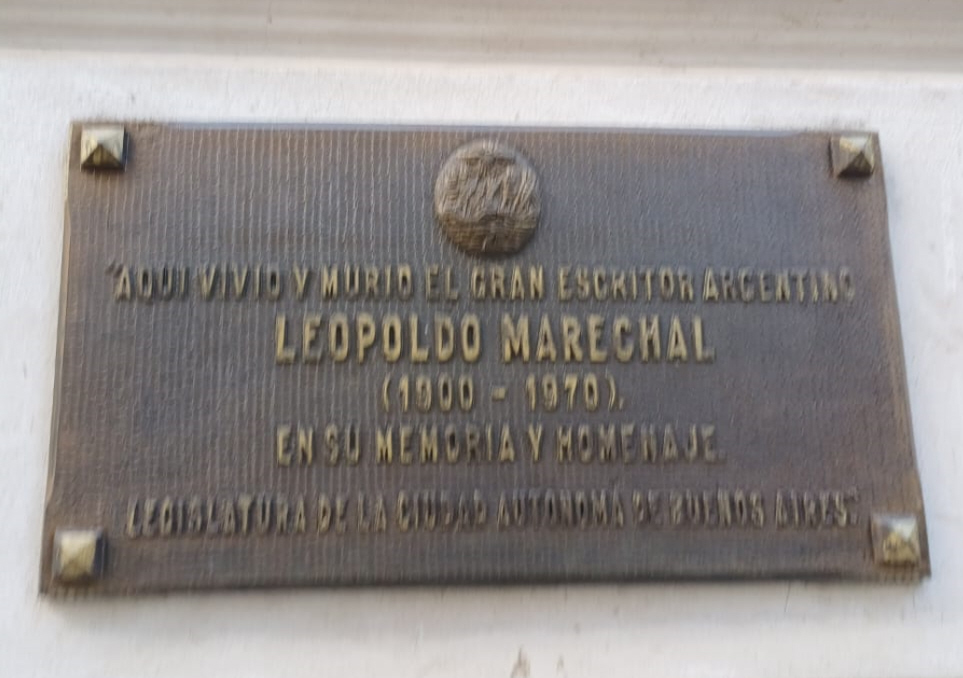 "AQUI VIVIO Y MURIO EL GRAN ESCRITOR ARGENTINO
LEOPOLDO MARECHAL
(1900 - 1970).
EN SU MEMORIA Y HOMENAJE
LEGISLATURA DE LA CIUDAD AUTONOMA DE BUENOS AIRES"